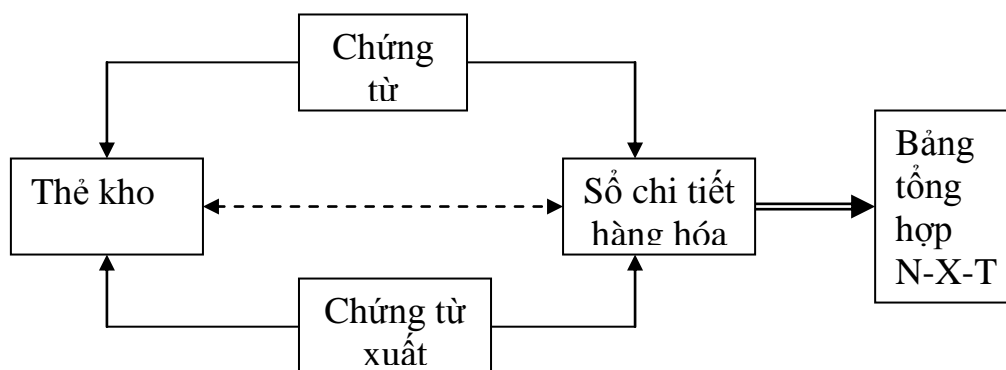 Chứng
từ
Thẻ kho
Sổ chi tiết
hàng hóa
Bảng
tổng
hợp
N-X-T
Chứng từ
xuất